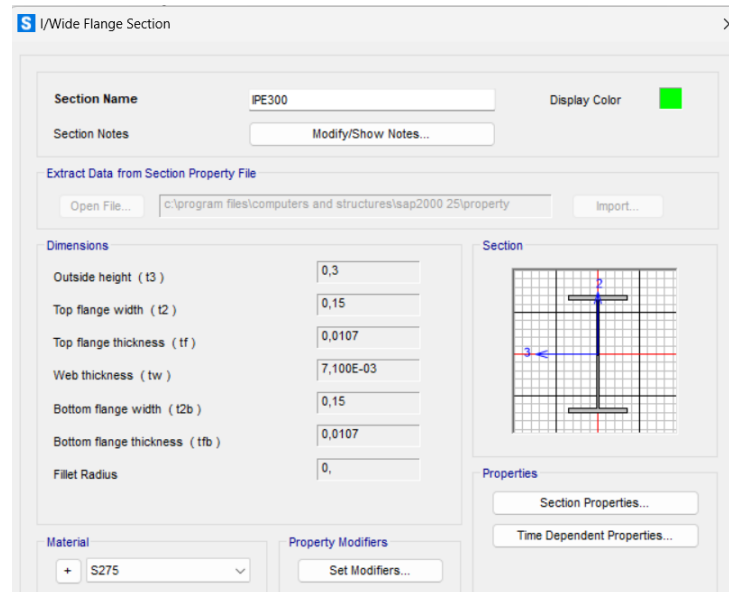 S I/Wide Flange Section
Section Name IPE300 Display Color
Section Notes Modify/Show Notes...
Extract Data from Section Property File
Open File... c:\program files\computers and structures\sap2000 25\property Import...
Dimensions
Outside height ( t3 ) 0,3
Top flange width ( t2 ) 0,15
Top flange thickness ( tf ) 0,0107
Web thickness ( tw ) 7,100E-03
Bottom flange width ( t2b ) 0,15
Bottom flange thickness ( tfb ) 0,0107
Fillet Radius 0,
Section
2
3
Properties
Section Properties...
Time Dependent Properties...
Material
+ S275
Property Modifiers
Set Modifiers...